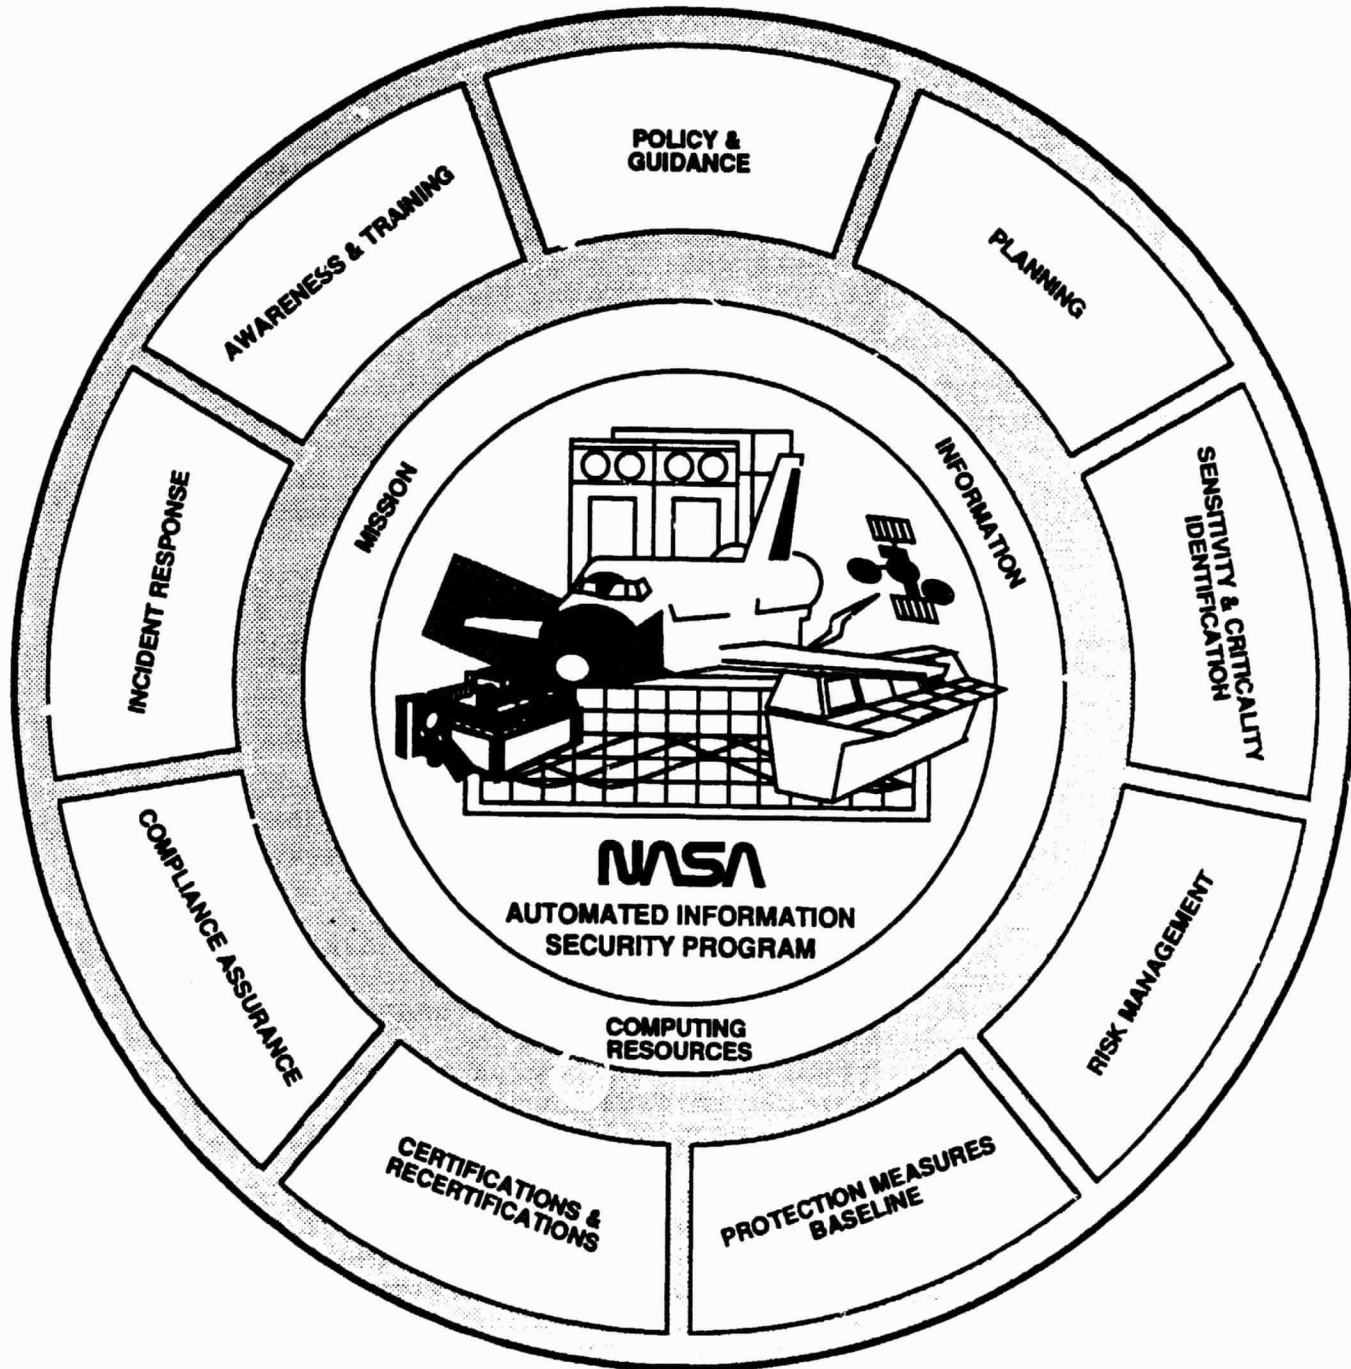 POLICY &
GUIDANCE
PLANNING
SENSITIVITY & CRITICALITY
IDENTIFICATION
RISK MANAGEMENT
PROTECTION MEASURES
BASELINE
CERTIFICATIONS &
RECERTIFICATIONS
COMPLIANCE ASSURANCE
INCIDENT RESPONSE
AWARENESS & TRAINING
MISSION
INFORMATION
COMPUTING
RESOURCES
NASA
AUTOMATED INFORMATION
SECURITY PROGRAM